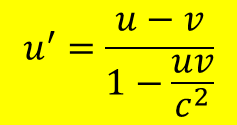 u′ = (u − v) / (1 − uv/c²)